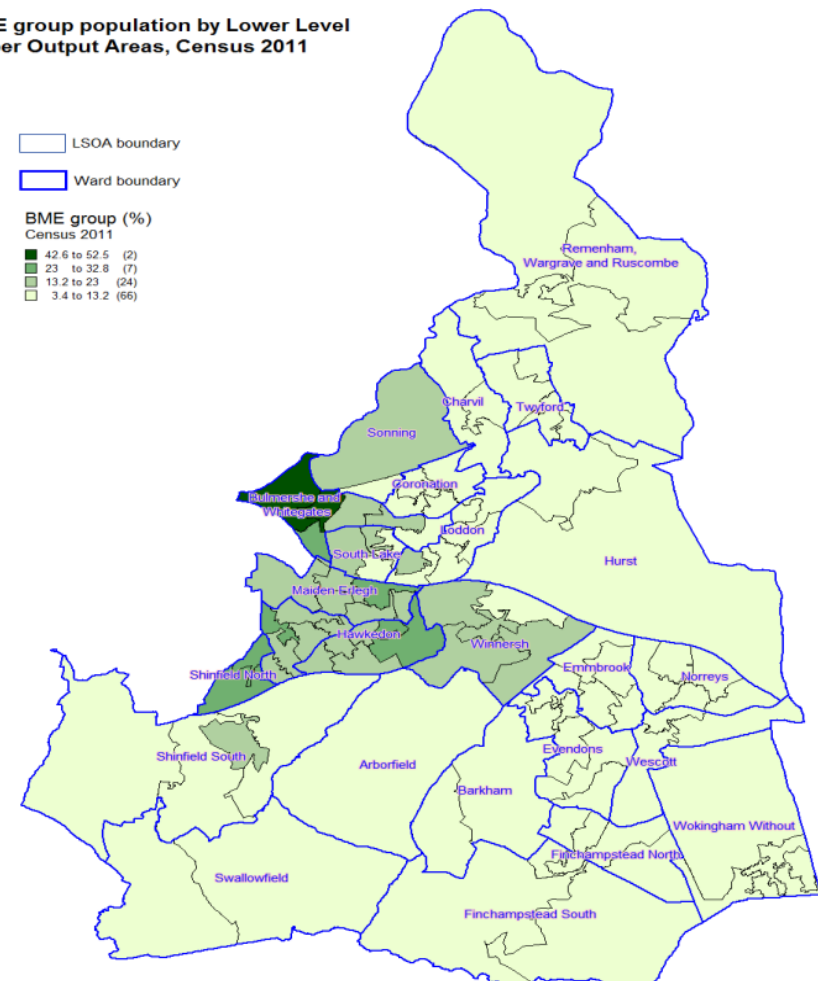 E group population by Lower Level
er Output Areas, Census 2011
LSOA boundary
Ward boundary
BME group (%)
Census 2011
42.6 to 52.5 (2)
23 to 32.8 (7)
13.2 to 23 (24)
3.4 to 13.2 (66)
Remenham,
Wargrave and Ruscombe
Charvil
Twyford
Sonning
Coronation
Bulmershe and
Whitegates
Loddon
South Lake
Hurst
Maiden Erlegh
Hawkedon
Winnersh
Emmbrook
Norreys
Shinfield North
Evendons
Shinfield South
Wescott
Arborfield
Barkham
Wokingham Without
Finchampstead North
Swallowfield
Finchampstead South